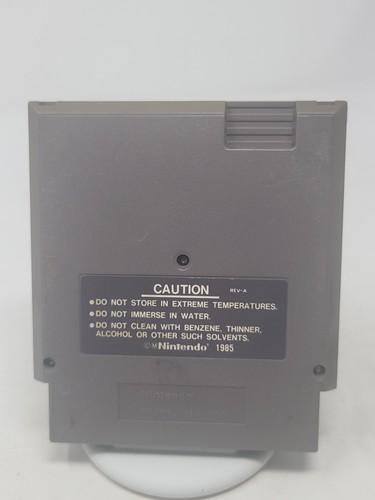 CAUTION REV-A
•DO NOT STORE IN EXTREME TEMPERATURES.
•DO NOT IMMERSE IN WATER.
•DO NOT CLEAN WITH BENZENE, THINNER,
ALCOHOL OR OTHER SUCH SOLVENTS.
©™Nintendo® 1985
Nintendo